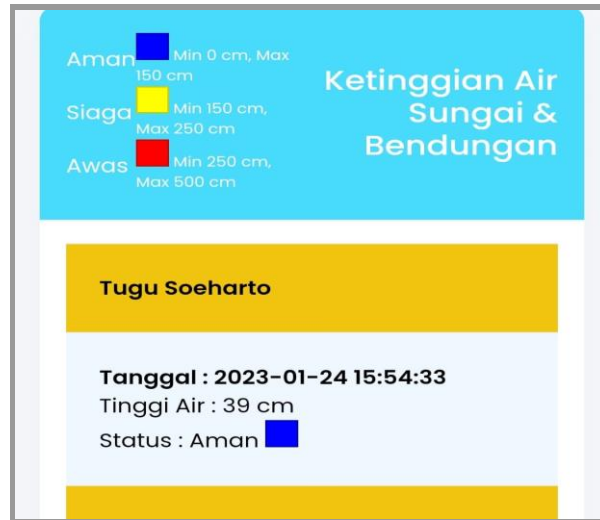 Aman Min 0 cm, Max
150 cm
Siaga Min 150 cm,
Max 250 cm
Awas Min 250 cm,
Max 500 cm
Ketinggian Air
Sungai &
Bendungan
Tugu Soeharto
Tanggal : 2023-01-24 15:54:33
Tinggi Air : 39 cm
Status : Aman